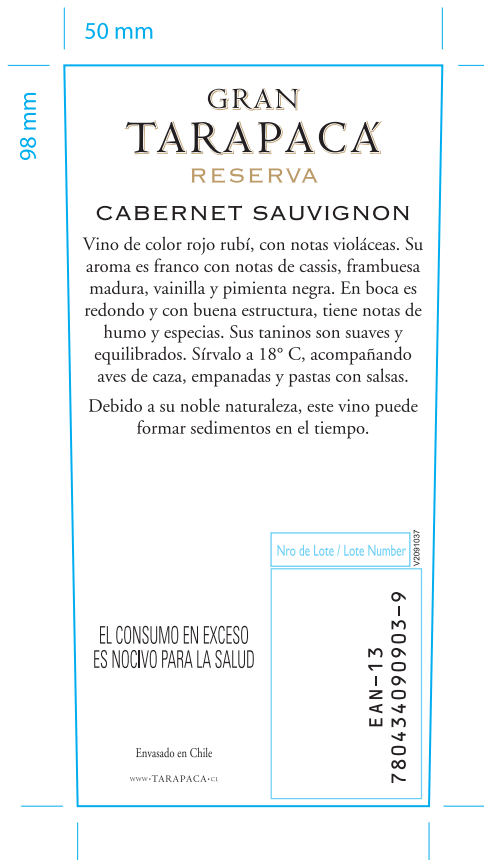 50 mm
98 mm
GRAN
TARAPACÁ
RESERVA
CABERNET SAUVIGNON
Vino de color rojo rubí, con notas violáceas. Su
aroma es franco con notas de cassis, frambuesa
madura, vainilla y pimienta negra. En boca es
redondo y con buena estructura, tiene notas de
humo y especias. Sus taninos son suaves y
equilibrados. Sírvalo a 18° C, acompañando
aves de caza, empanadas y pastas con salsas.
Debido a su noble naturaleza, este vino puede
formar sedimentos en el tiempo.
Nro de Lote / Lote Number
V2091037
EL CONSUMO EN EXCESO
ES NOCIVO PARA LA SALUD
EAN-13
780434090903-9
Envasado en Chile
WWW•TARAPACA•CL